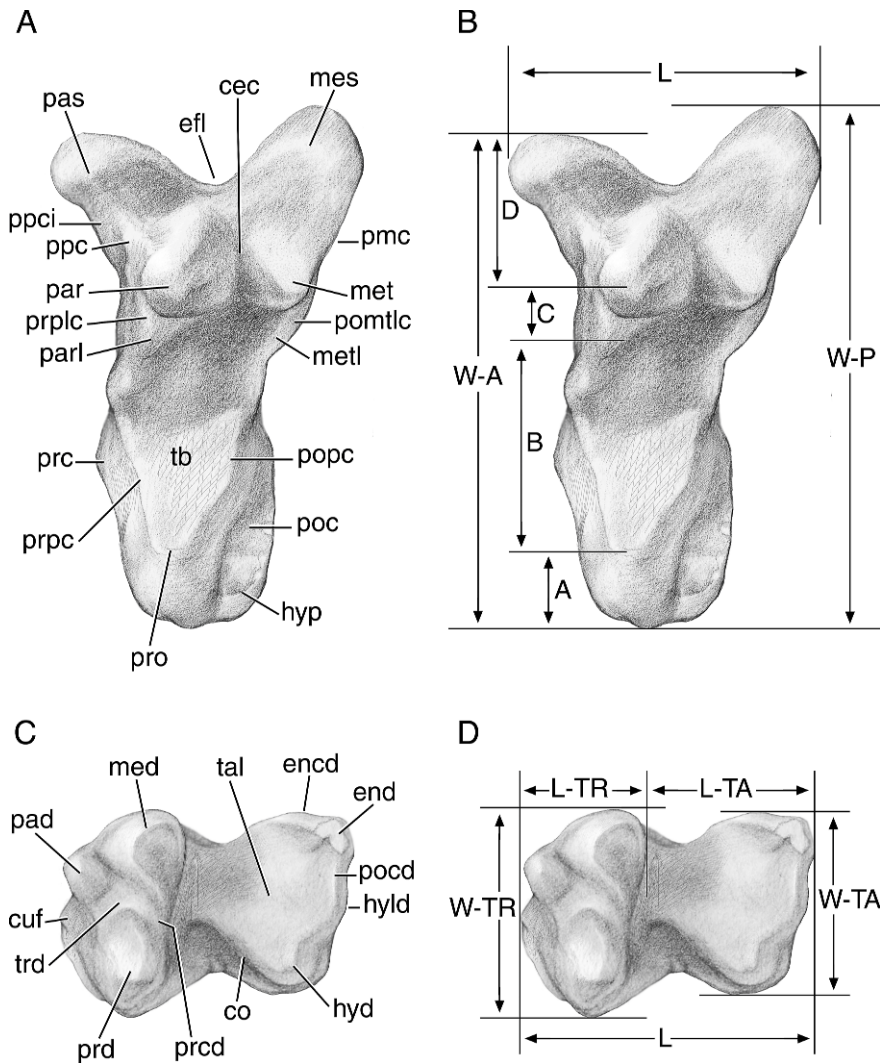 A
pas
efl
cec
mes
ppci
ppc
par
prplc
parl
pmc
met
pomtlc
metl
prc
tb
popc
prpc
poc
hyp
pro
B
L
D
C
W-A
W-P
B
A
C
med
tal
encd
end
pad
pocd
cuf
hyld
trd
prd
prcd
co
hyd
D
L-TR
L-TA
W-TR
W-TA
L